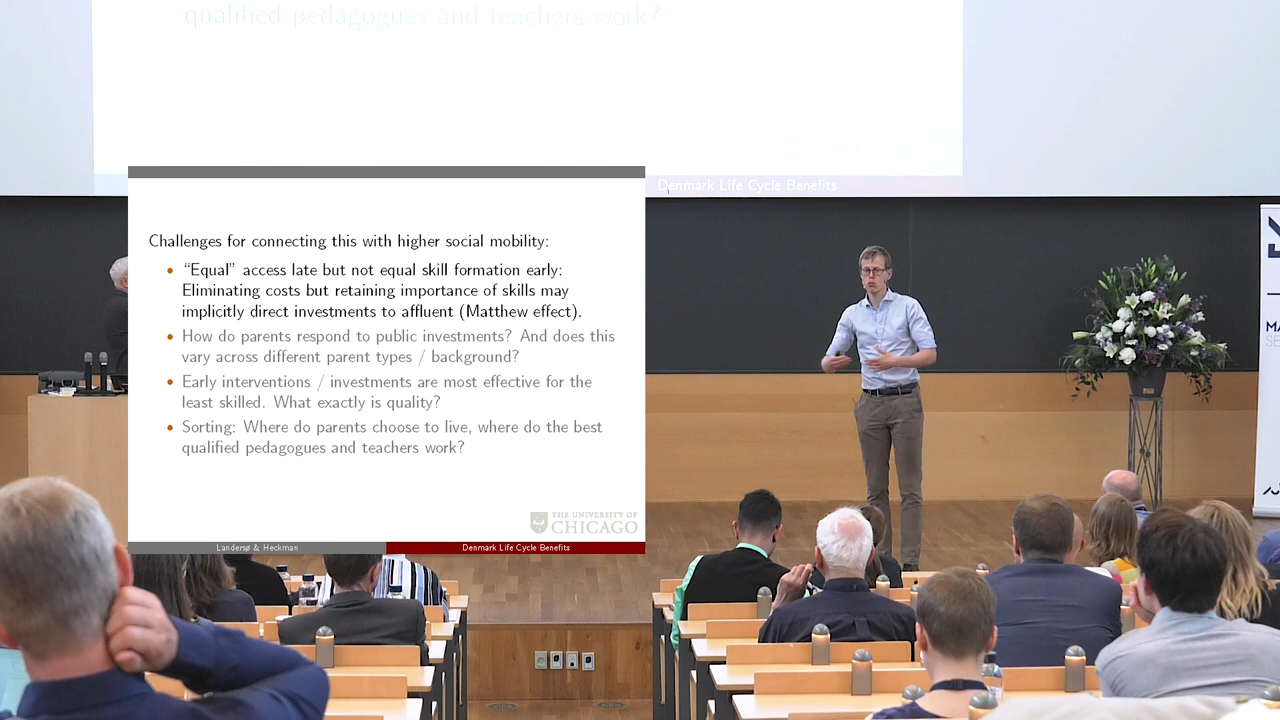 qualified pedagogues and teachers work?
Denmark Life Cycle Benefits
Challenges for connecting this with higher social mobility:
• “Equal” access late but not equal skill formation early:
Eliminating costs but retaining importance of skills may
implicitly direct investments to affluent (Matthew effect).
• How do parents respond to public investments? And does this
vary across different parent types / background?
• Early interventions / investments are most effective for the
least skilled. What exactly is quality?
• Sorting: Where do parents choose to live, where do the best
qualified pedagogues and teachers work?
THE UNIVERSITY OF
CHICAGO
Landersø & Heckman
Denmark Life Cycle Benefits